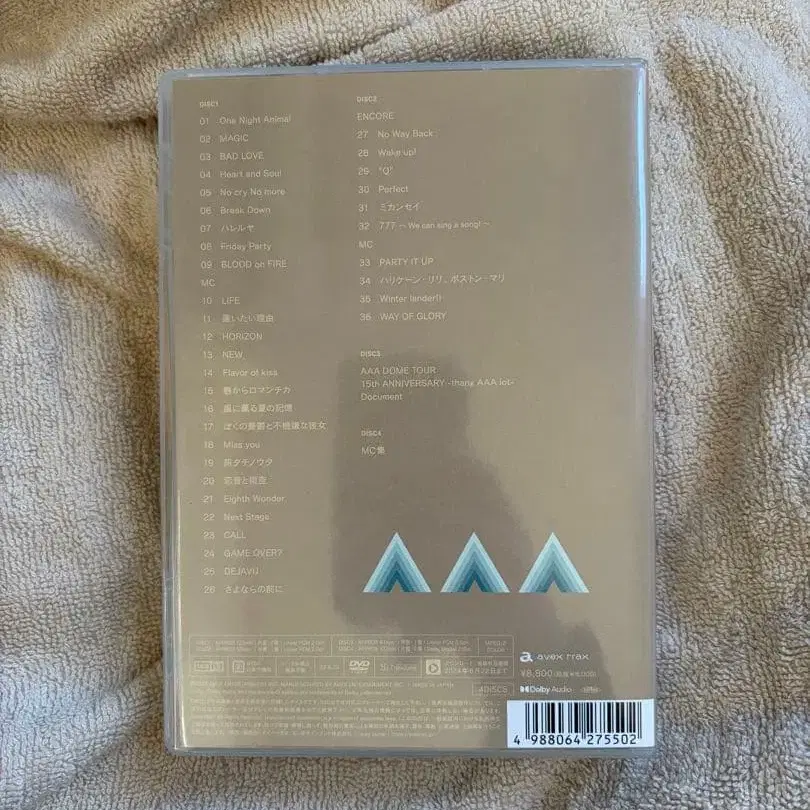 DISC1
01 One Night Animal
02 MAGIC
03 BAD LOVE
04 Heart and Soul
05 No cry No more
06 Break Down
07 ハレルヤ
08 Friday Party
09 BLOOD on FIRE
MC
10 LIFE
11 逢いたい理由
12 HORIZON
13 NEW
14 Flavor of kiss
15 唇からロマンチカ
16 風に薫る夏の記憶
17 ぼくの憂鬱と不機嫌な彼女
18 Miss you
19 旅ダチノウタ
20 恋音と雨空
21 Eighth Wonder
22 Next Stage
23 CALL
24 GAME OVER?
25 DEJAVU
26 さよならの前に
DISC2
ENCORE
27 No Way Back
28 Wake up!
29 "Q"
30 Perfect
31 ミカンセイ
32 777 ～We can sing a song!～
MC
33 PARTY IT UP
34 ハリケーン・リリ、ボストン・マリ
35 Winter lander!!
36 WAY OF GLORY
DISC3
AAA DOME TOUR
15th ANNIVERSARY -thanx AAA lot-
Document
DISC4
MC集
avex trax
¥8,800
4DISCS
Dolby Audio
DVD
4 988064 275502